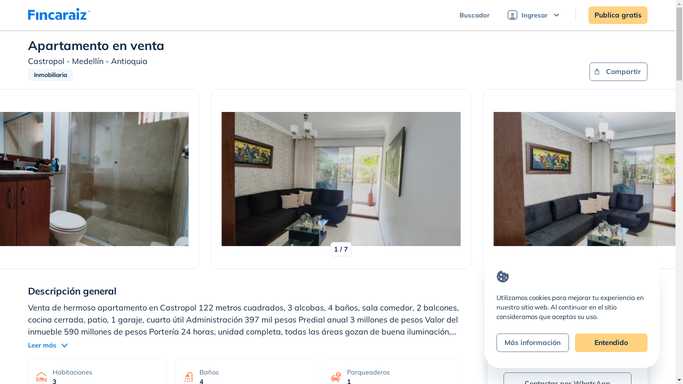 Fincaraiz
Buscador
Ingresar
Publica gratis
Apartamento en venta
Castropol - Medellín - Antioquia
Inmobiliaria
Compartir
1 / 7
Descripción general
Venta de hermoso apartamento en Castropol 122 metros cuadrados, 3 alcobas, 4 baños, sala comedor, 2 balcones,
cocina cerrada, patio, 1 garaje, cuarto útil Administración 397 mil pesos Predial anual 3 millones de pesos Valor del
inmueble 590 millones de pesos Portería 24 horas, unidad completa, todas las áreas gozan de buena iluminación,...
Leer más
Habitaciones
3
Baños
4
Parqueaderos
1
Utilizamos cookies para mejorar tu experiencia en
nuestro sitio web. Al continuar en el sitio
consideramos que aceptas su uso.
Más información
Entendido
Contactar por WhatsApp